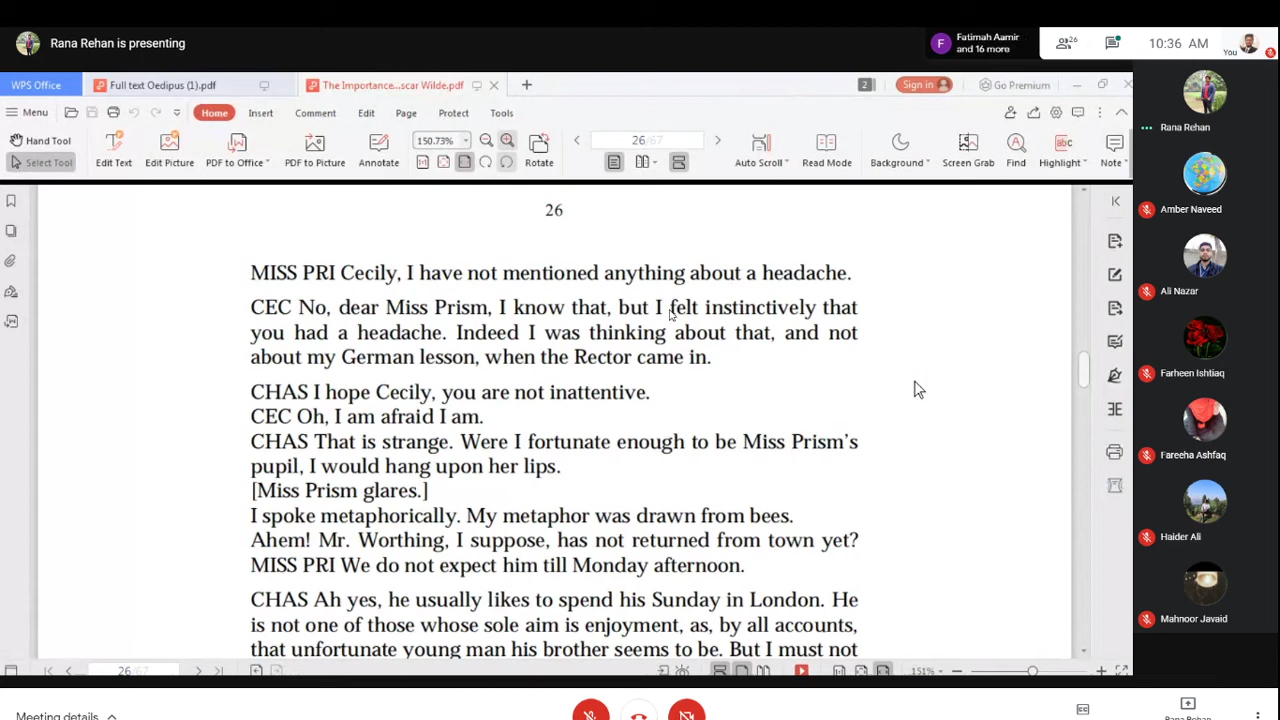 Rana Rehan is presenting
Fatimah Aamir
and 16 more
F
26
10:36 AM
You
WPS Office
Full text Oedipus (1).pdf
The Importance...scar Wilde.pdf
2
Sign in
Go Premium
Menu
Home
Insert
Comment
Edit
Page
Protect
Tools
Hand Tool
Select Tool
Edit Text
Edit Picture
PDF to Office
PDF to Picture
Annotate
150.73%
Rotate
26/67
Auto Scroll
Read Mode
Background
Screen Grab
Find
Highlight
Note
26
MISS PRI Cecily, I have not mentioned anything about a headache.
CEC No, dear Miss Prism, I know that, but I felt instinctively that
you had a headache. Indeed I was thinking about that, and not
about my German lesson, when the Rector came in.
CHAS I hope Cecily, you are not inattentive.
CEC Oh, I am afraid I am.
CHAS That is strange. Were I fortunate enough to be Miss Prism's
pupil, I would hang upon her lips.
[Miss Prism glares.]
I spoke metaphorically. My metaphor was drawn from bees.
Ahem! Mr. Worthing, I suppose, has not returned from town yet?
MISS PRI We do not expect him till Monday afternoon.
CHAS Ah yes, he usually likes to spend his Sunday in London. He
is not one of those whose sole aim is enjoyment, as, by all accounts,
that unfortunate young man his brother seems to be. But I must not
26/67
151%
Rana Rehan
Amber Naveed
Ali Nazar
Farheen Ishtiaq
Fareeha Ashfaq
Haider Ali
Mahnoor Javaid
Meeting details
Rana Rehan